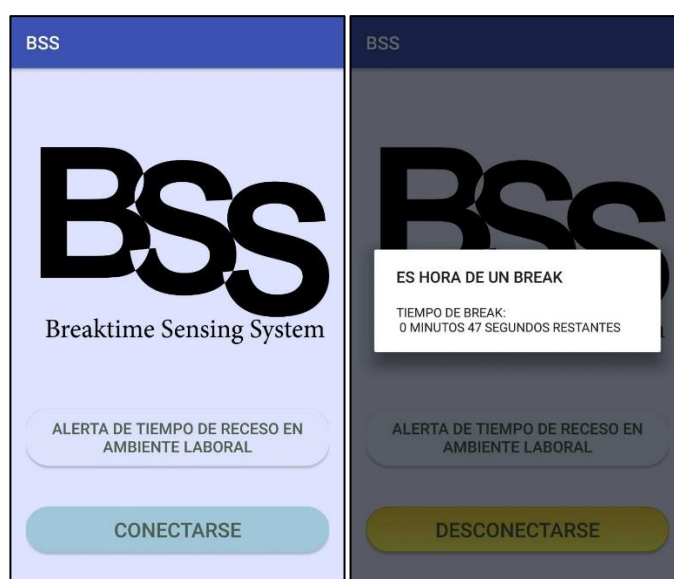 BSS
BSS
Breaktime Sensing System
ALERTA DE TIEMPO DE RECESO EN
AMBIENTE LABORAL
CONECTARSE
BSS
BSS
ES HORA DE UN BREAK
TIEMPO DE BREAK:
0 MINUTOS 47 SEGUNDOS RESTANTES
ALERTA DE TIEMPO DE RECESO EN
AMBIENTE LABORAL
DESCONECTARSE